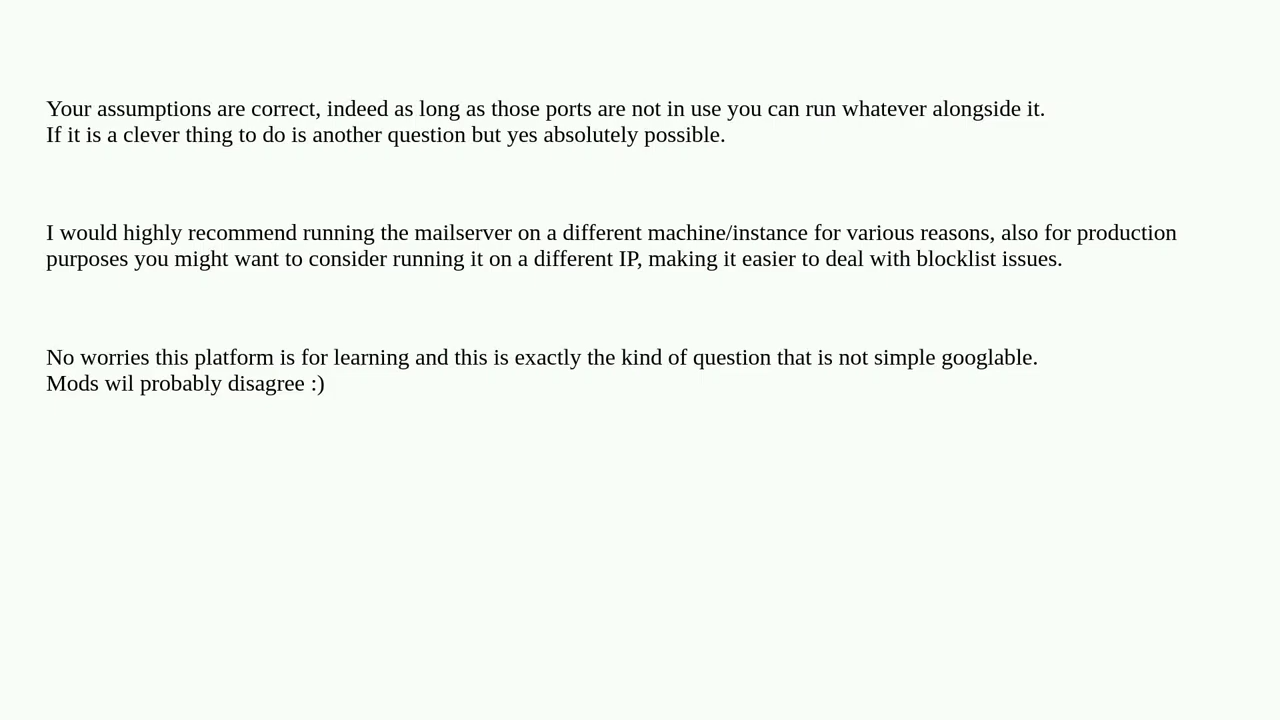 Your assumptions are correct, indeed as long as those ports are not in use you can run whatever alongside it.
If it is a clever thing to do is another question but yes absolutely possible.
I would highly recommend running the mailserver on a different machine/instance for various reasons, also for production
purposes you might want to consider running it on a different IP, making it easier to deal with blocklist issues.
No worries this platform is for learning and this is exactly the kind of question that is not simple googlable.
Mods wil probably disagree :)